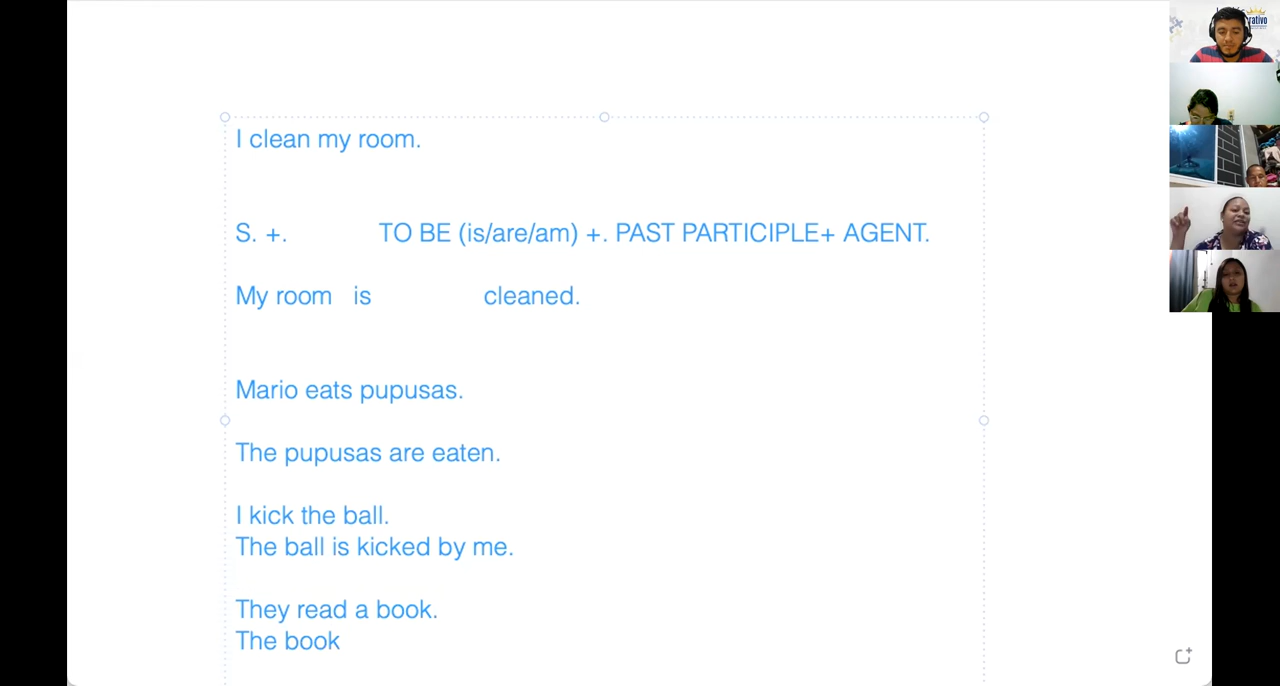 I clean my room.
S. +. TO BE (is/are/am) +. PAST PARTICIPLE+ AGENT.
My room is cleaned.
Mario eats pupusas.
The pupusas are eaten.
I kick the ball.
The ball is kicked by me.
They read a book.
The book